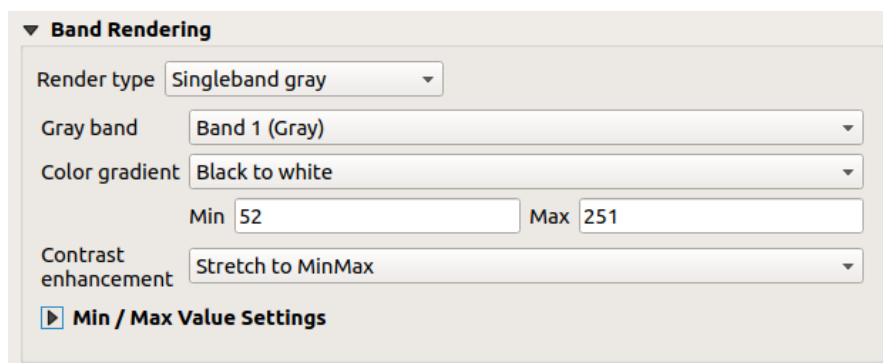 Band Rendering
Render type Singleband gray
Gray band Band 1 (Gray)
Color gradient Black to white
Min 52 Max 251
Contrast
enhancement Stretch to MinMax
Min / Max Value Settings